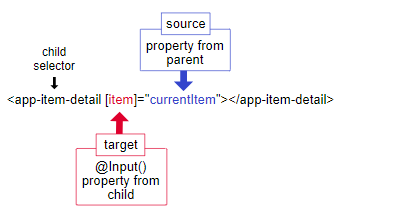 source
property from
parent
child
selector
<app-item-detail [item]="currentItem"></app-item-detail>
target
@Input()
property from
child